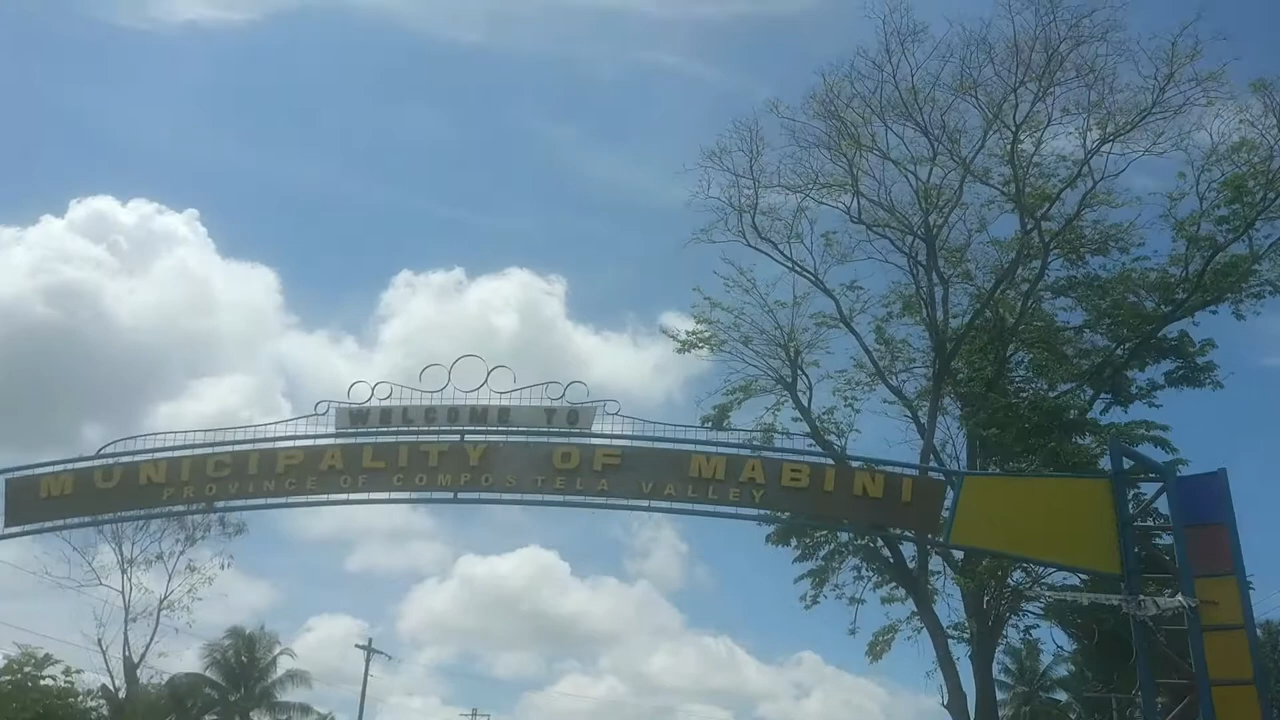 WELCOME TO
MUNICIPALITY OF MABINI
PROVINCE OF COMPOSTELA VALLEY